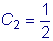 C₂ = 1/2